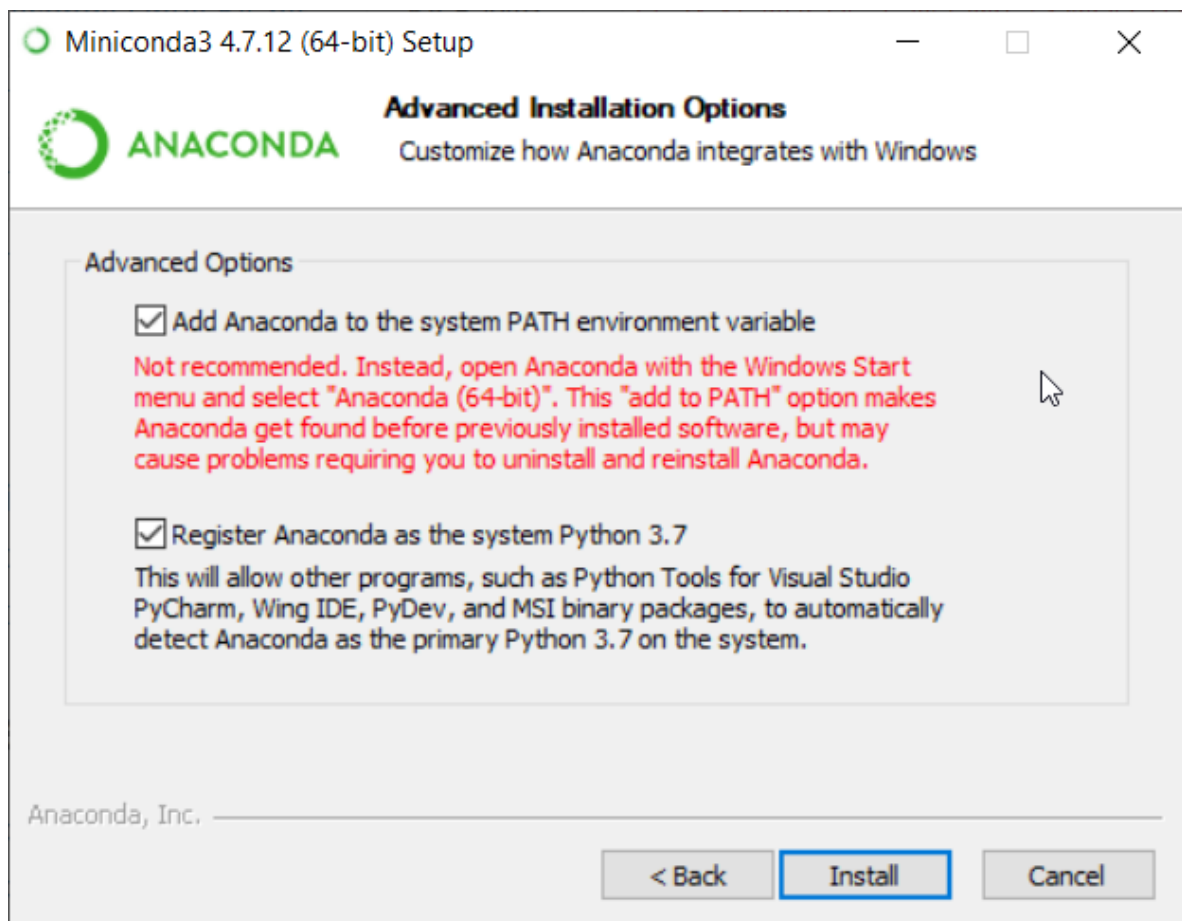 Miniconda3 4.7.12 (64-bit) Setup
ANACONDA
Advanced Installation Options
Customize how Anaconda integrates with Windows
Advanced Options
Add Anaconda to the system PATH environment variable
Not recommended. Instead, open Anaconda with the Windows Start
menu and select "Anaconda (64-bit)". This "add to PATH" option makes
Anaconda get found before previously installed software, but may
cause problems requiring you to uninstall and reinstall Anaconda.
Register Anaconda as the system Python 3.7
This will allow other programs, such as Python Tools for Visual Studio
PyCharm, Wing IDE, PyDev, and MSI binary packages, to automatically
detect Anaconda as the primary Python 3.7 on the system.
Anaconda, Inc.
< Back
Install
Cancel